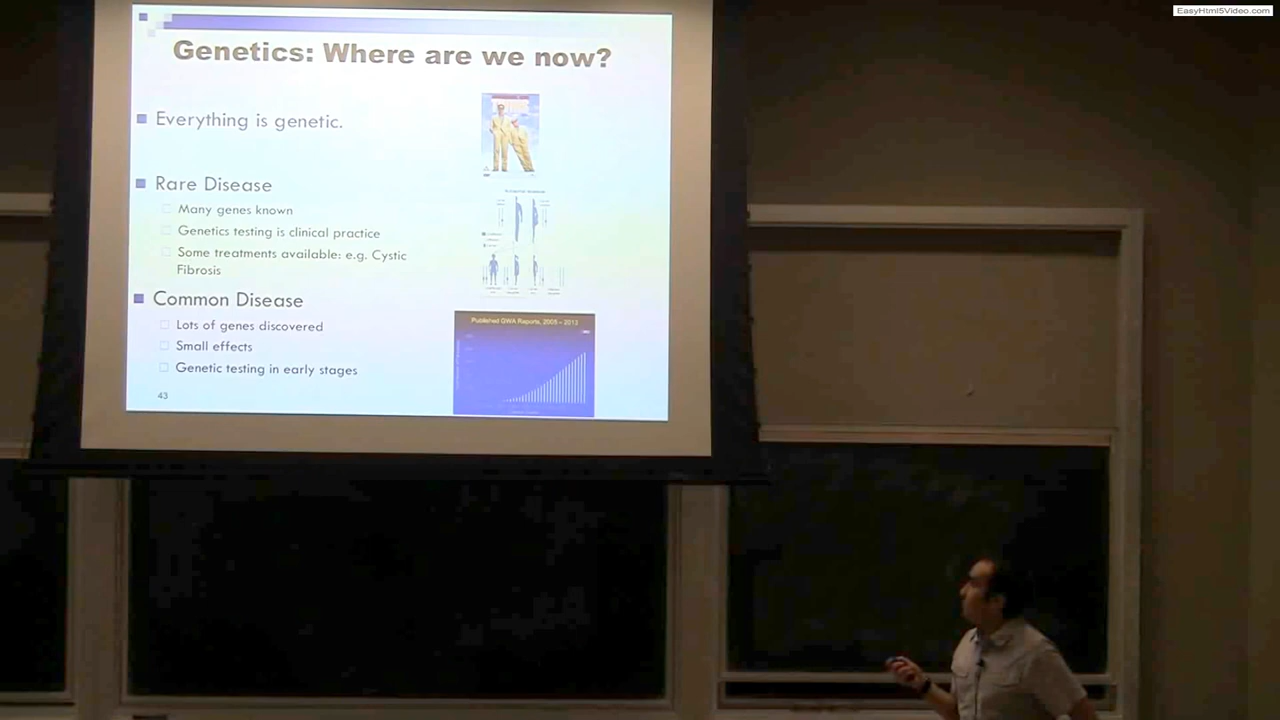 EasyHtml5Video.com
Genetics: Where are we now?
Everything is genetic.
Rare Disease
Many genes known
Genetics testing is clinical practice
Some treatments available: e.g. Cystic
Fibrosis
Common Disease
Lots of genes discovered
Small effects
Genetic testing in early stages
Published GWA Reports, 2005 – 2013
43